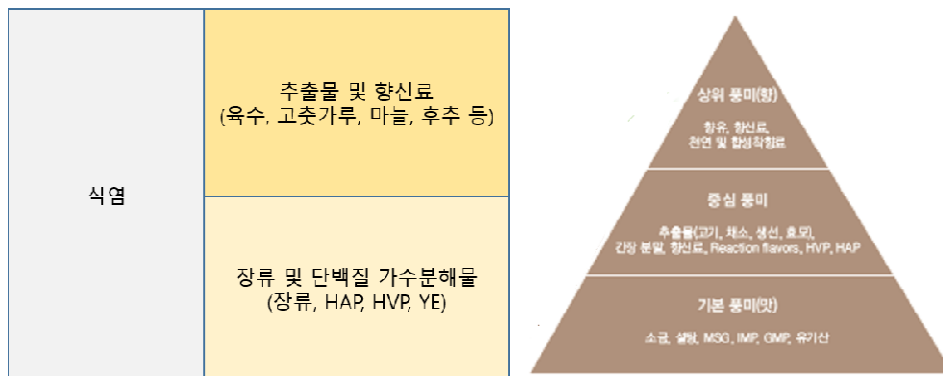 식염
추출물 및 향신료
(육수, 고춧가루, 마늘, 후추 등)
장류 및 단백질 가수분해물
(장류, HAP, HVP, YE)
상위 풍미(향)
향유, 향신료,
천연 및 합성착향료
중심 풍미
추출물(고기, 채소, 생선, 효모),
간장 분말, 향신료, Reaction flavors, HVP, HAP
기본 풍미(맛)
소금, 설탕, MSG, IMP, GMP, 유기산